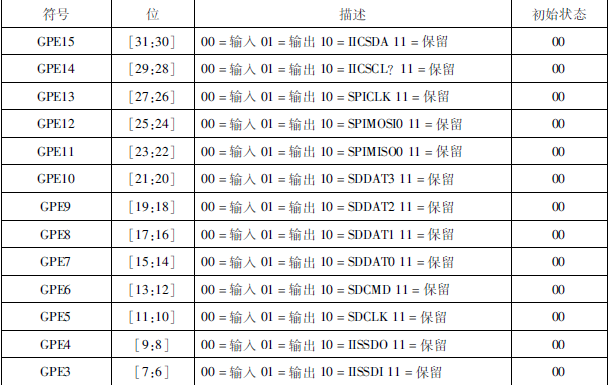 符号 位 描述 初始状态
GPE15 [31:30] 00=输入 01=输出 10=IICSDA 11=保留 00
GPE14 [29:28] 00=输入 01=输出 10=IICSCL? 11=保留 00
GPE13 [27:26] 00=输入 01=输出 10=SPICLK 11=保留 00
GPE12 [25:24] 00=输入 01=输出 10=SPIMOSI0 11=保留 00
GPE11 [23:22] 00=输入 01=输出 10=SPIMISO0 11=保留 00
GPE10 [21:20] 00=输入 01=输出 10=SDDAT3 11=保留 00
GPE9 [19:18] 00=输入 01=输出 10=SDDAT2 11=保留 00
GPE8 [17:16] 00=输入 01=输出 10=SDDAT1 11=保留 00
GPE7 [15:14] 00=输入 01=输出 10=SDDAT0 11=保留 00
GPE6 [13:12] 00=输入 01=输出 10=SDCMD 11=保留 00
GPE5 [11:10] 00=输入 01=输出 10=SDCLK 11=保留 00
GPE4 [9:8] 00=输入 01=输出 10=IISSDO 11=保留 00
GPE3 [7:6] 00=输入 01=输出 10=IISSDI 11=保留 00